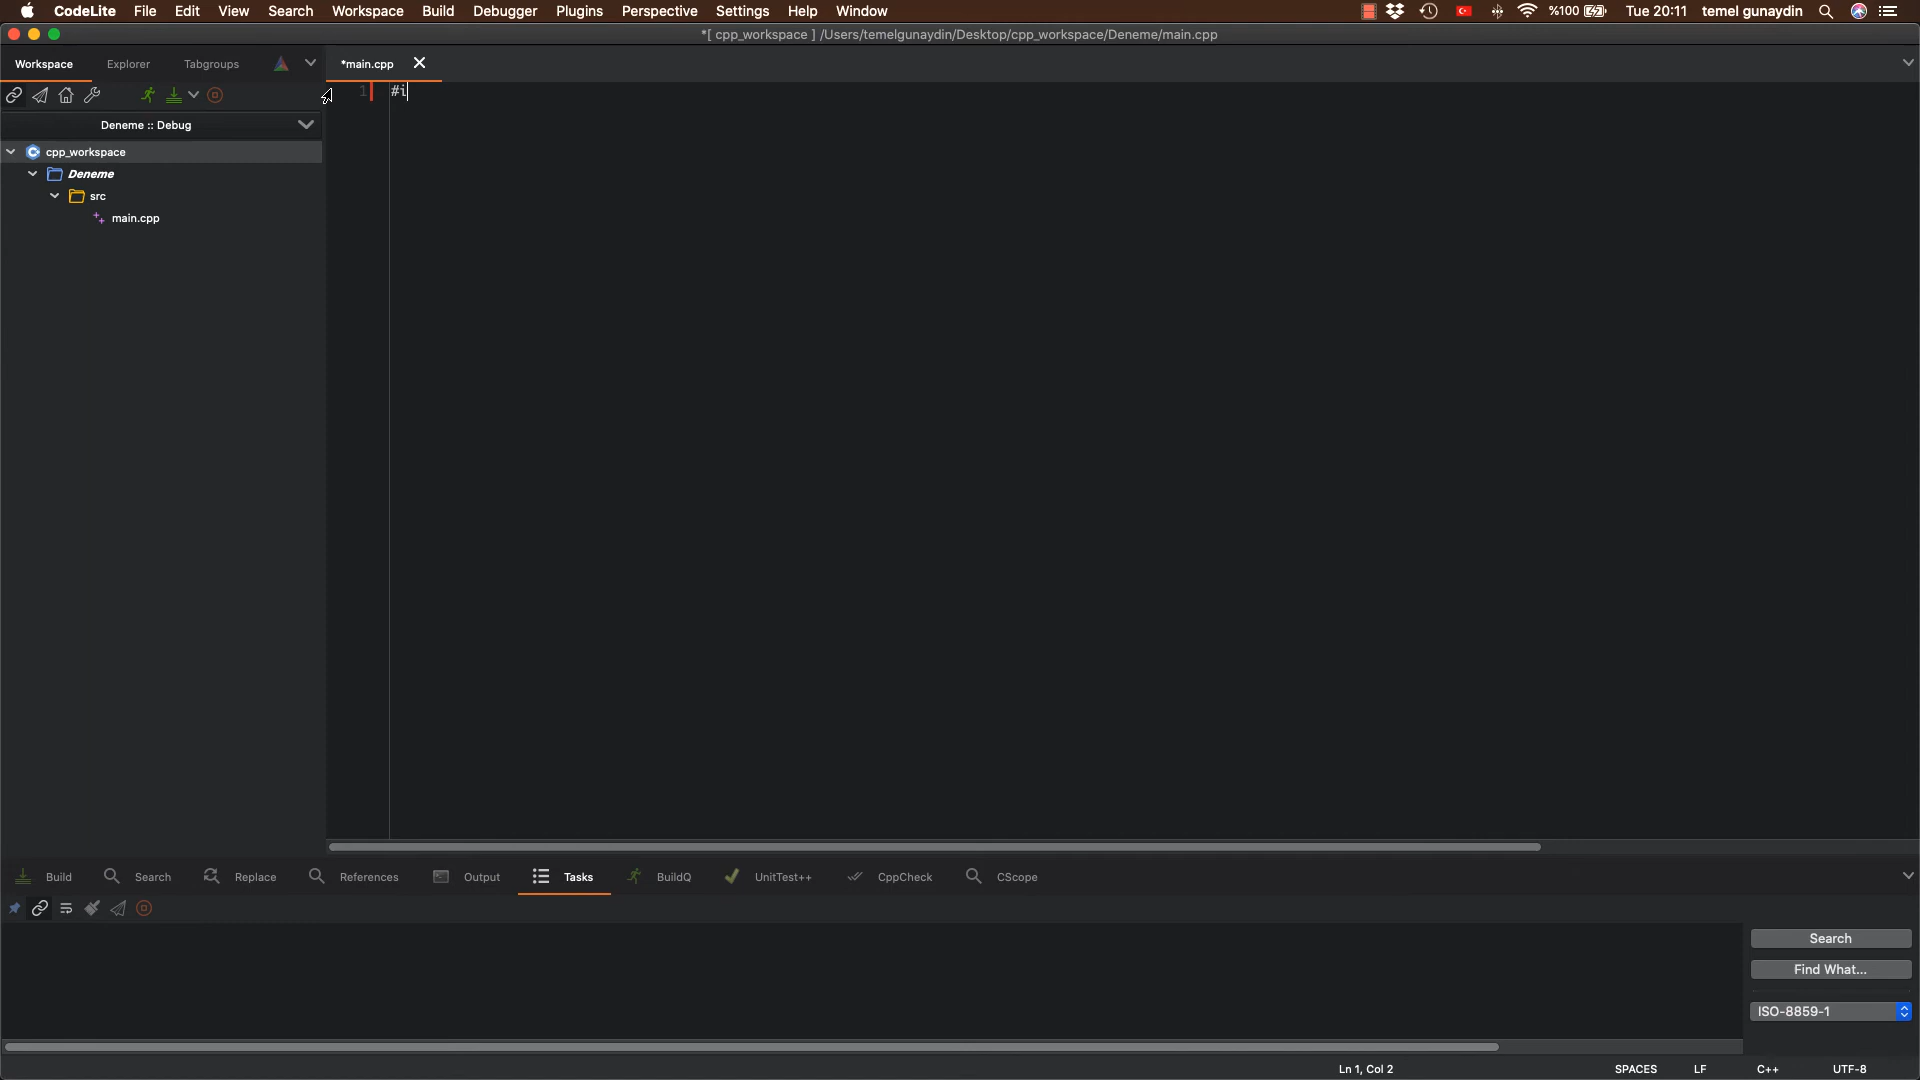 CodeLite File Edit View Search Workspace Build Debugger Plugins Perspective Settings Help Window %100 Tue 20:11 temel gunaydin
*[ cpp_workspace ] /Users/temelgunaydin/Desktop/cpp_workspace/Deneme/main.cpp
Workspace Explorer Tabgroups *main.cpp
1 #i
Deneme :: Debug
cpp_workspace
Deneme
src
main.cpp
Build Search Replace References Output Tasks BuildQ UnitTest++ CppCheck CScope
Search
Find What...
ISO-8859-1
Ln 1, Col 2 SPACES LF C++ UTF-8